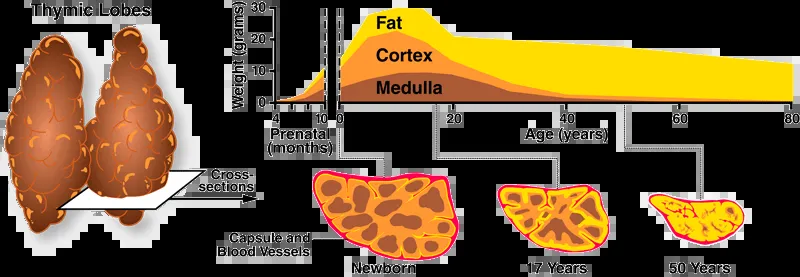 Thymic Lobes
Weight (grams)
30
20
10
0
Fat
Cortex
Medulla
4
10
0
20
40
60
80
Prenatal
(months)
Age (years)
Cross-
sections
Capsule and
Blood Vessels
Newborn
17 Years
50 Years